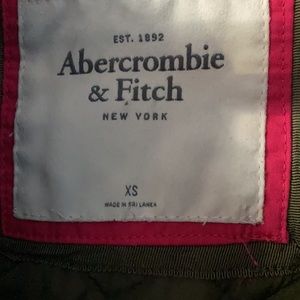 EST. 1892
Abercrombie
& Fitch
NEW YORK
XS
MADE IN SRI LANKA